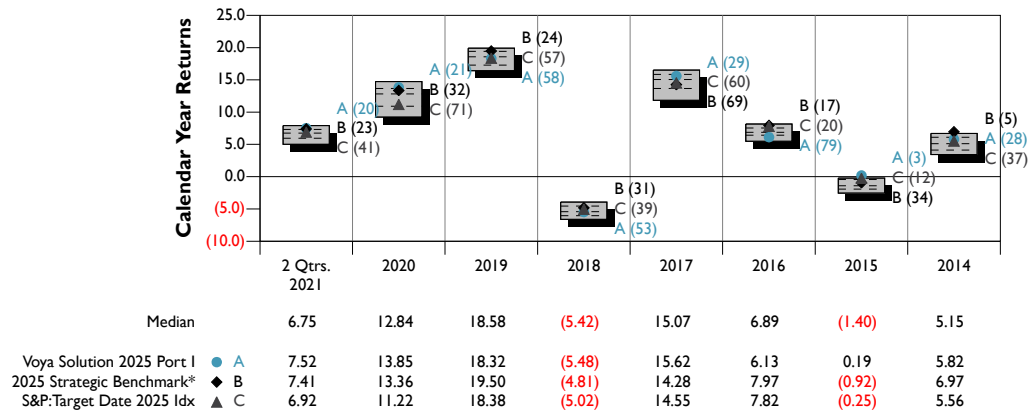 Calendar Year Returns
25.0
20.0
15.0
10.0
5.0
0.0
(5.0)
(10.0)
A (20)
B (23)
C (41)
A (21)
B (32)
C (71)
B (24)
C (57)
A (58)
B (31)
C (39)
A (53)
A (29)
C (60)
B (69)
B (17)
C (20)
A (79)
A (3)
C (12)
B (34)
B (5)
A (28)
C (37)
2 Qtrs. 2020 2019 2018 2017 2016 2015 2014
2021
Median 6.75 12.84 18.58 (5.42) 15.07 6.89 (1.40) 5.15
Voya Solution 2025 Port I A 7.52 13.85 18.32 (5.48) 15.62 6.13 0.19 5.82
2025 Strategic Benchmark* B 7.41 13.36 19.50 (4.81) 14.28 7.97 (0.92) 6.97
S&P:Target Date 2025 Idx C 6.92 11.22 18.38 (5.02) 14.55 7.82 (0.25) 5.56